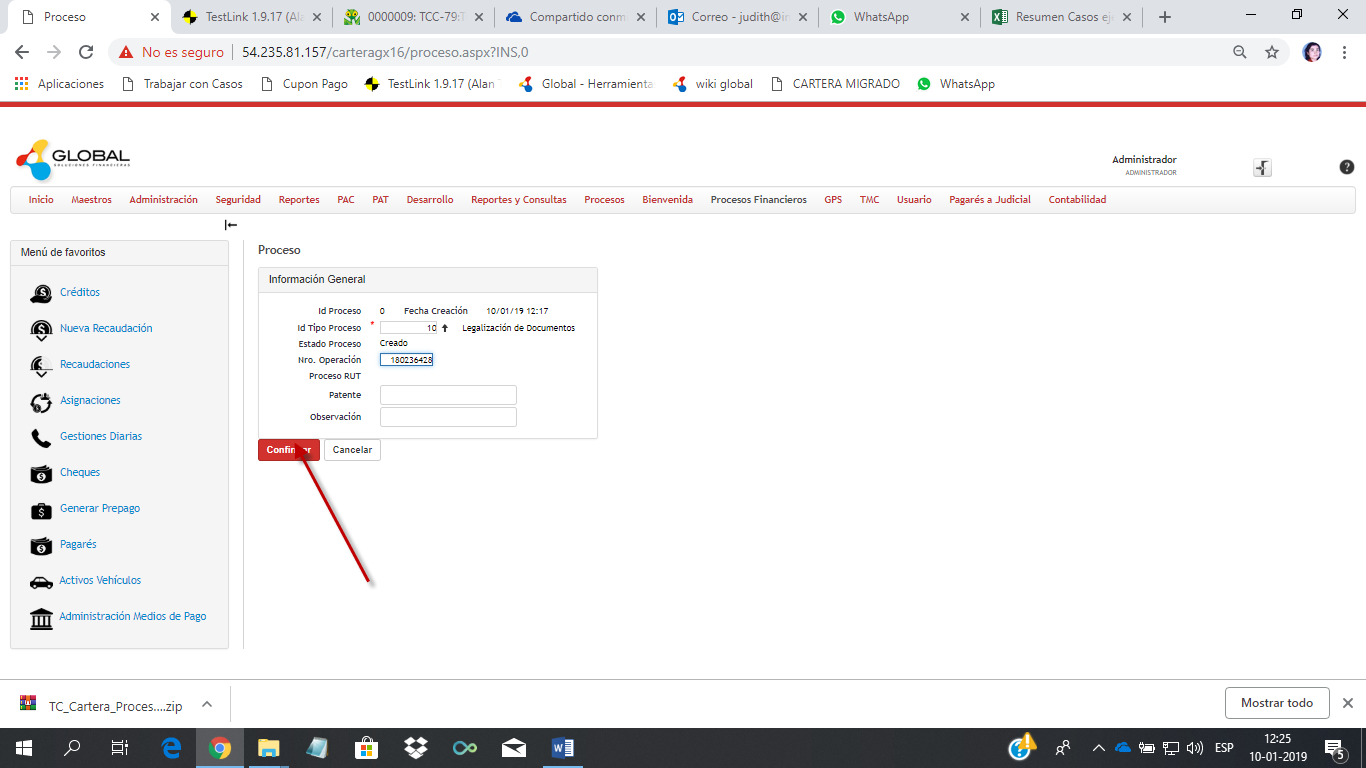 Proceso
TestLink 1.9.17 (Ala
0000009: TCC-79:T
Compartido conm
Correo - judith@in
WhatsApp
Resumen Casos eje
No es seguro
54.235.81.157/carteragx16/proceso.aspx?INS,0
Aplicaciones
Trabajar con Casos
Cupon Pago
TestLink 1.9.17 (Alan
Global - Herramienta
wiki global
CARTERA MIGRADO
WhatsApp
GLOBAL
SOLUCIONES FINANCIERAS
Administrador
ADMINISTRADOR
Inicio Maestros Administración Seguridad Reportes PAC PAT Desarrollo Reportes y Consultas Procesos Bienvenida Procesos Financieros GPS TMC Usuario Pagarés a Judicial Contabilidad
Menú de favoritos
Créditos
Nueva Recaudación
Recaudaciones
Asignaciones
Gestiones Diarias
Cheques
Generar Prepago
Pagarés
Activos Vehículos
Administración Medios de Pago
Proceso
Información General
Id Proceso 0 Fecha Creación 10/01/19 12:17
Id Tipo Proceso * 10 Legalización de Documentos
Estado Proceso Creado
Nro. Operación 180236428
Proceso RUT
Patente
Observación
Cancelar
TC_Cartera_Proces....zip
Mostrar todo
ESP
12:25
10-01-2019
5